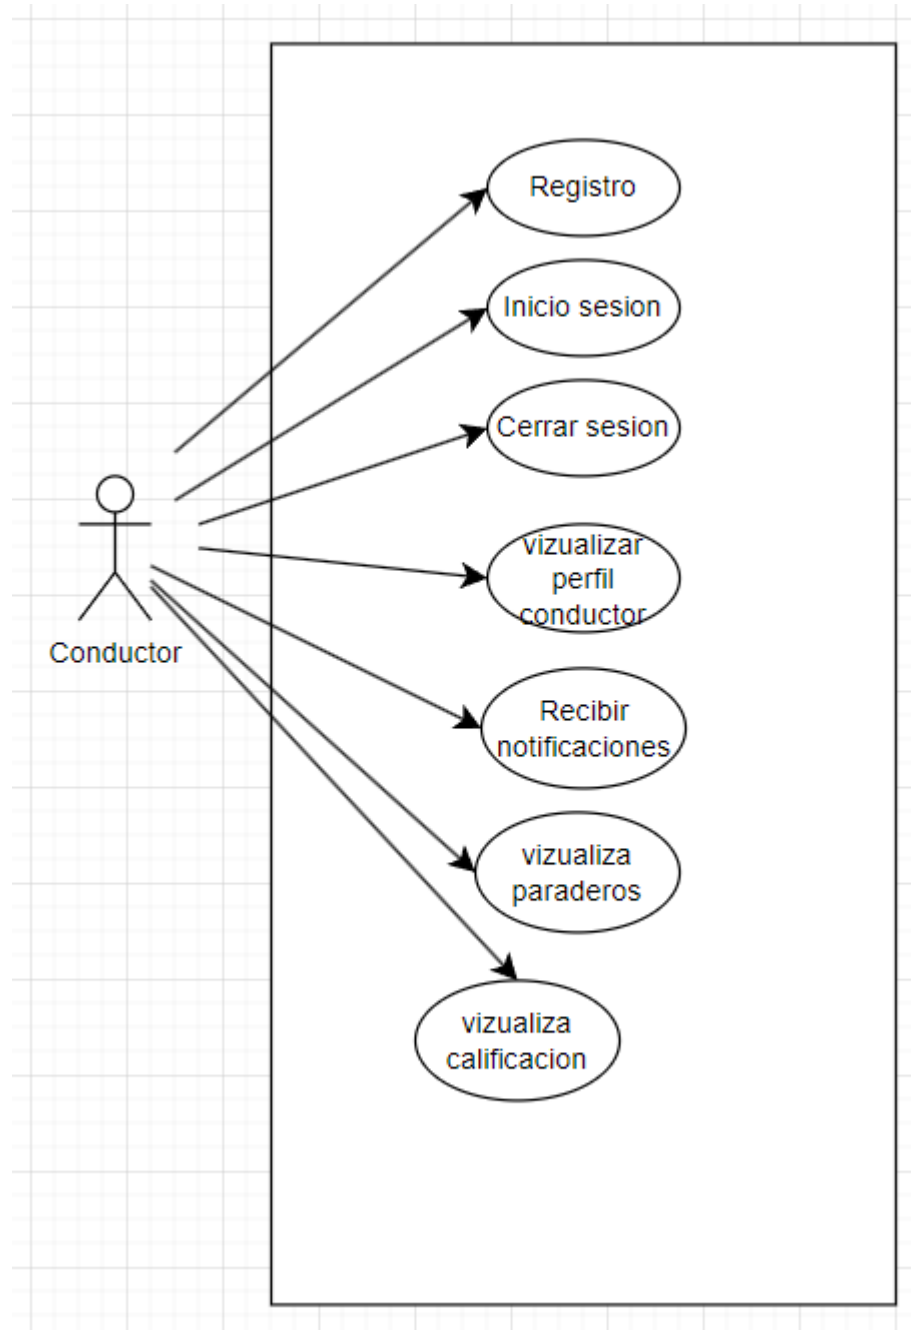 Registro
Inicio sesion
Cerrar sesion
vizualizar
perfil
conductor
Conductor
Recibir
notificaciones
vizualiza
paraderos
vizualiza
calificacion